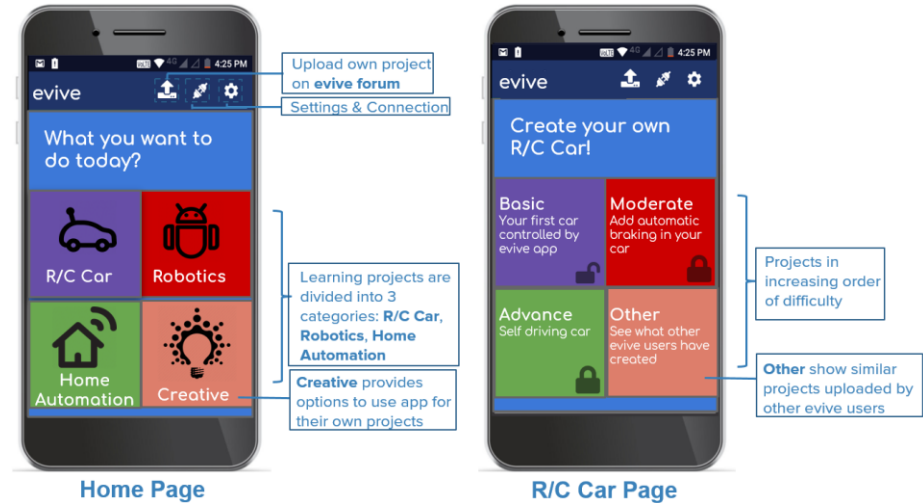 VoLTE 4G 4:25 PM
evive
What you want to
do today?
R/C Car
Robotics
Home
Automation
Creative
Home Page
Upload own project
on evive forum
Settings & Connection
Learning projects are
divided into 3
categories: R/C Car,
Robotics, Home
Automation
Creative provides
options to use app for
their own projects
VoLTE 4G 4:25 PM
evive
Create your own
R/C Car!
Basic
Your first car
controlled by
evive app
Moderate
Add automatic
braking in your
car
Advance
Self driving car
Other
See what other
evive users have
created
R/C Car Page
Projects in
increasing order
of difficulty
Other show similar
projects uploaded by
other evive users